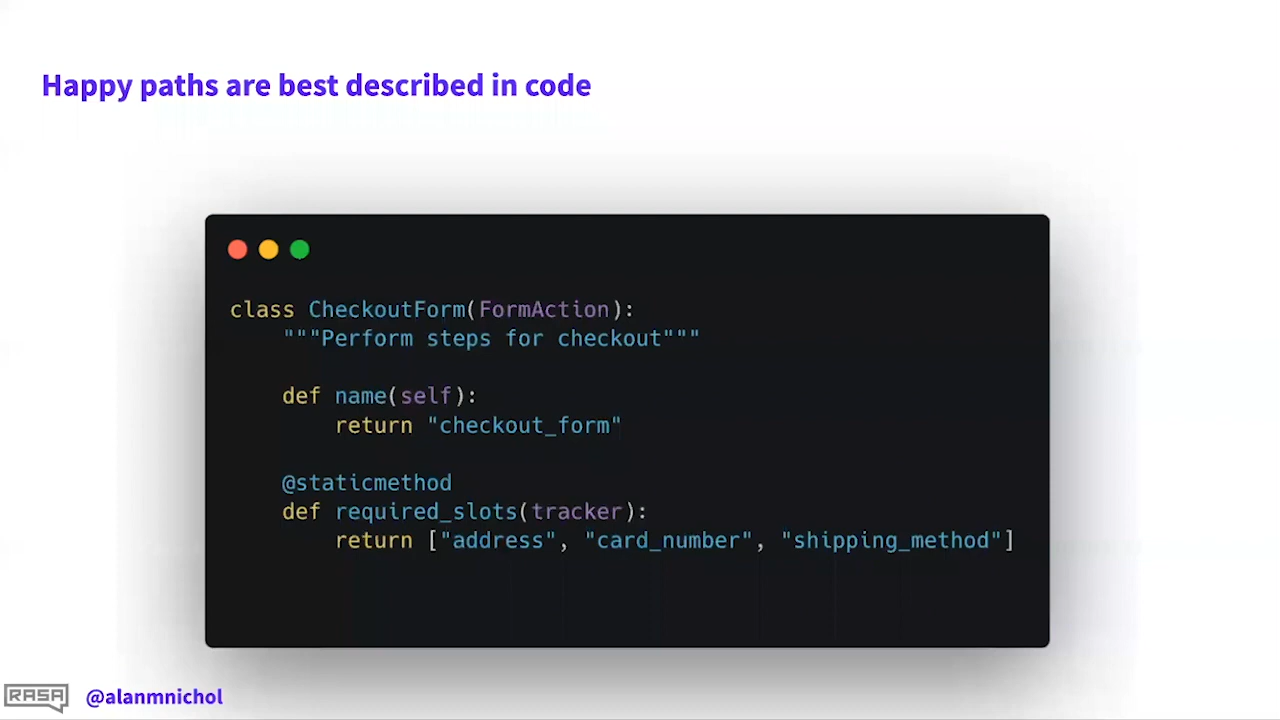 Happy paths are best described in code
class CheckoutForm(FormAction):
    """Perform steps for checkout"""
    def name(self):
        return "checkout_form"
    @staticmethod
    def required_slots(tracker):
        return ["address", "card_number", "shipping_method"]
RASA @alanmnichol